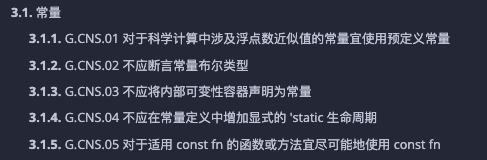 3.1. 常量
3.1.1. G.CNS.01 对于科学计算中涉及浮点数近似值的常量宜使用预定义常量
3.1.2. G.CNS.02 不应断言常量布尔类型
3.1.3. G.CNS.03 不应将内部可变性容器声明为常量
3.1.4. G.CNS.04 不应在常量定义中增加显式的 'static 生命周期
3.1.5. G.CNS.05 对于适用 const fn 的函数或方法宜尽可能地使用 const fn